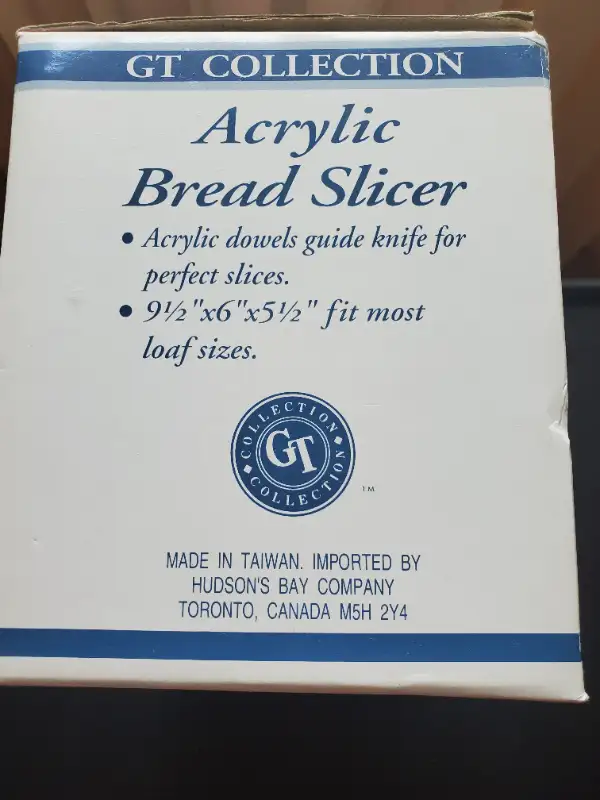 GT COLLECTION
Acrylic
Bread Slicer
• Acrylic dowels guide knife for
perfect slices.
• 9½"x6"x5½" fit most
loaf sizes.
COLLECTION
GT
COLLECTION
TM
MADE IN TAIWAN. IMPORTED BY
HUDSON'S BAY COMPANY
TORONTO, CANADA M5H 2Y4